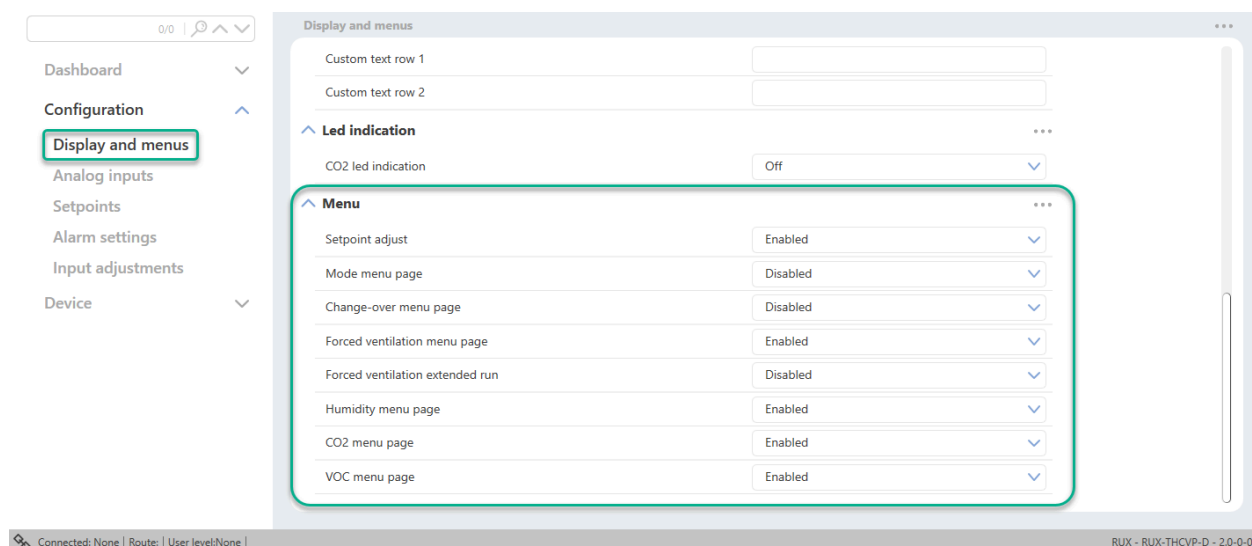 0/0
Dashboard
Configuration
Display and menus
Analog inputs
Setpoints
Alarm settings
Input adjustments
Device
Display and menus
Custom text row 1
Custom text row 2
Led indication
CO2 led indication Off
Menu
Setpoint adjust Enabled
Mode menu page Disabled
Change-over menu page Disabled
Forced ventilation menu page Enabled
Forced ventilation extended run Disabled
Humidity menu page Enabled
CO2 menu page Enabled
VOC menu page Enabled
Connected: None | Route: | User level:None | RUX - RUX-THCVP-D - 2.0-0-0